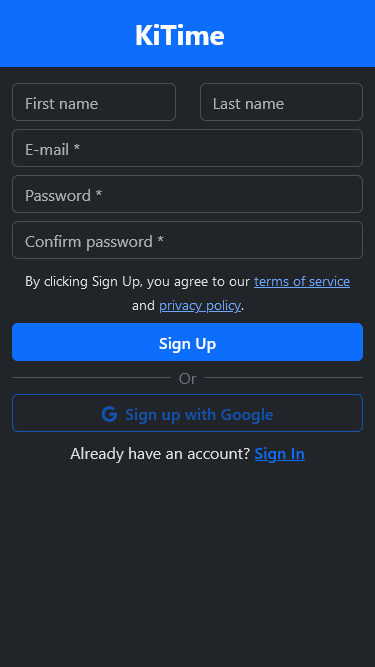 KiTime
First name Last name
E-mail *
Password *
Confirm password *
By clicking Sign Up, you agree to our terms of service
and privacy policy.
Sign Up
Or
Sign up with Google
Already have an account? Sign In